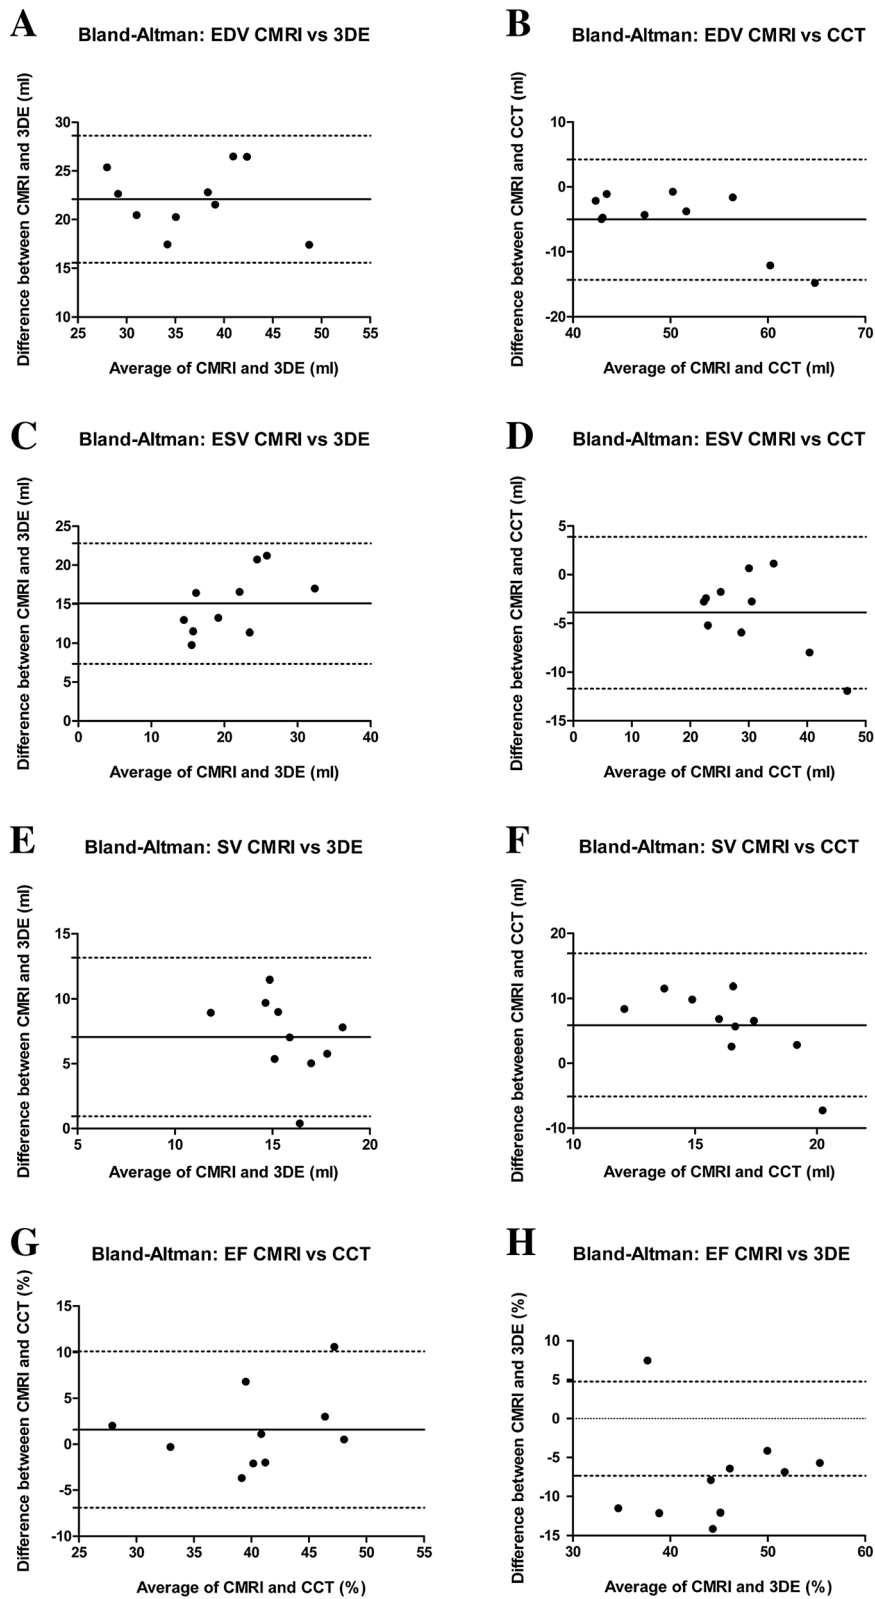 A
Bland-Altman: EDV CMRI vs 3DE
Difference between CMRI and 3DE (ml)
30
25
20
15
10
25 30 35 40 45 50 55
Average of CMRI and 3DE (ml)
B
Bland-Altman: EDV CMRI vs CCT
Difference between CMRI and CCT (ml)
10
0
-10
-20
40 50 60 70
Average of CMRI and CCT (ml)
C
Bland-Altman: ESV CMRI vs 3DE
Difference between CMRI and 3DE (ml)
25
20
15
10
5
0
0 10 20 30 40
Average of CMRI and 3DE (ml)
D
Bland-Altman: ESV CMRI vs CCT
Difference between CMRI and CCT (ml)
5
0
-5
-10
-15
0 10 20 30 40 50
Average of CMRI and CCT (ml)
E
Bland-Altman: SV CMRI vs 3DE
Difference between CMRI and 3DE (ml)
15
10
5
0
5 10 15 20
Average of CMRI and 3DE (ml)
F
Bland-Altman: SV CMRI vs CCT
Difference betweeen CMRI and CCT (ml)
20
10
0
-10
10 15 20
Average of CMRI and CCT (ml)
G
Bland-Altman: EF CMRI vs CCT
Difference betweeen CMRI and CCT (%)
15
10
5
0
-5
-10
25 30 35 40 45 50 55
Average of CMRI and CCT (%)
H
Bland-Altman: EF CMRI vs 3DE
Difference between CMRI and 3DE (%)
10
5
0
-5
-10
-15
30 40 50 60
Average of CMRI and 3DE (%)